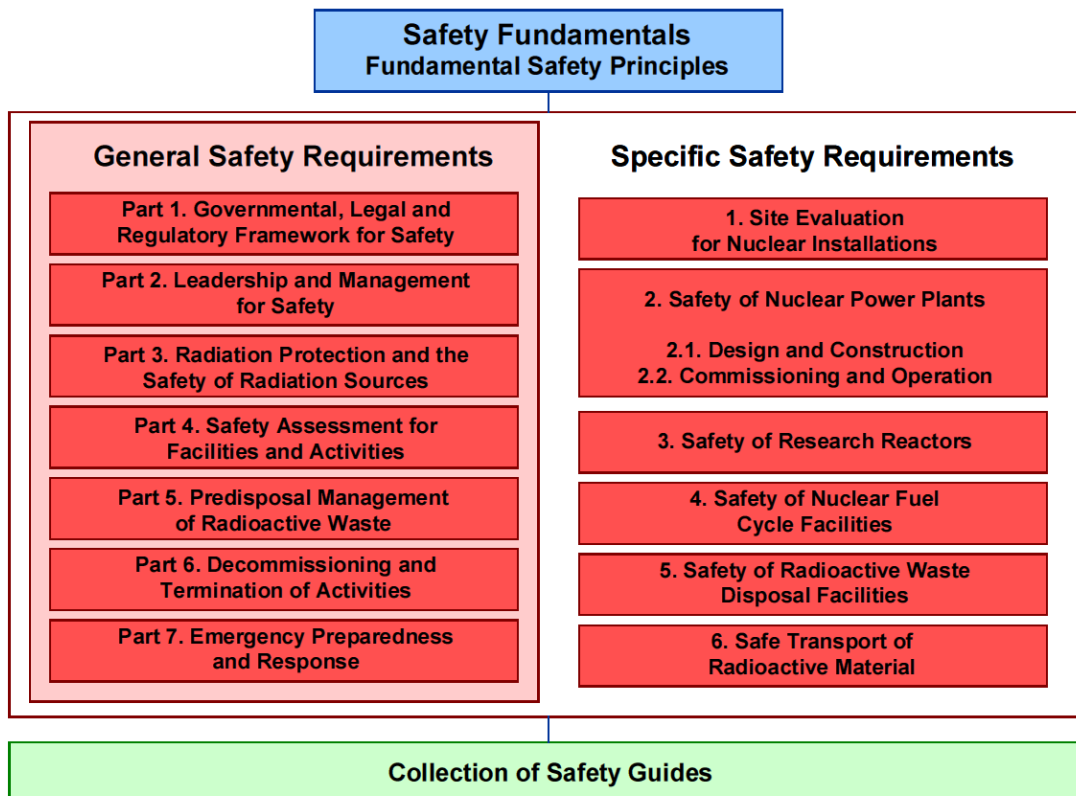 Safety Fundamentals
Fundamental Safety Principles
General Safety Requirements
Part 1. Governmental, Legal and
Regulatory Framework for Safety
Part 2. Leadership and Management
for Safety
Part 3. Radiation Protection and the
Safety of Radiation Sources
Part 4. Safety Assessment for
Facilities and Activities
Part 5. Predisposal Management
of Radioactive Waste
Part 6. Decommissioning and
Termination of Activities
Part 7. Emergency Preparedness
and Response
Specific Safety Requirements
1. Site Evaluation
for Nuclear Installations
2. Safety of Nuclear Power Plants
2.1. Design and Construction
2.2. Commissioning and Operation
3. Safety of Research Reactors
4. Safety of Nuclear Fuel
Cycle Facilities
5. Safety of Radioactive Waste
Disposal Facilities
6. Safe Transport of
Radioactive Material
Collection of Safety Guides